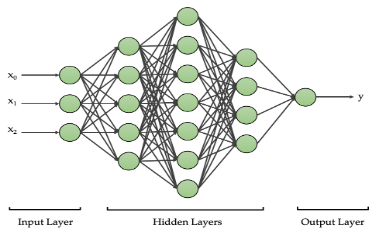 x₀
x₁
x₂
y
Input Layer
Hidden Layers
Output Layer